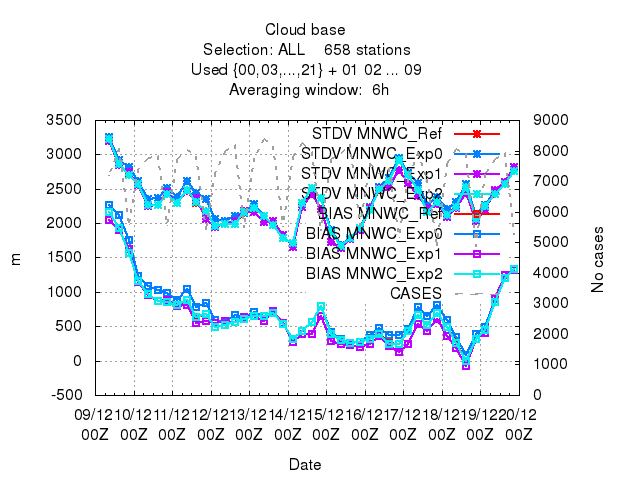 Cloud base
Selection: ALL    658 stations
Used {00,03,...,21} + 01 02 ... 09
Averaging window:  6h
3500
3000
2500
2000
1500
1000
500
0
-500
m
9000
8000
7000
6000
5000
4000
3000
2000
1000
0
No cases
STDV MNWC_Ref
STDV MNWC_Exp0
STDV MNWC_Exp1
STDV MNWC_Exp2
BIAS MNWC_Ref
BIAS MNWC_Exp0
BIAS MNWC_Exp1
BIAS MNWC_Exp2
CASES
09/12 10/12 11/12 12/12 13/12 14/12 15/12 16/12 17/12 18/12 19/12 20/12
00Z 00Z 00Z 00Z 00Z 00Z 00Z 00Z 00Z 00Z 00Z 00Z
Date